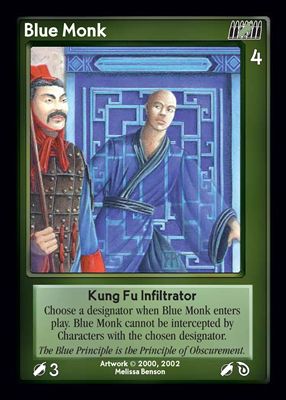 Blue Monk
4
Kung Fu Infiltrator
Choose a designator when Blue Monk enters
play. Blue Monk cannot be intercepted by
Characters with the chosen designator.
The Blue Principle is the Principle of Obscurement.
3
Artwork © 2000, 2002
Melissa Benson